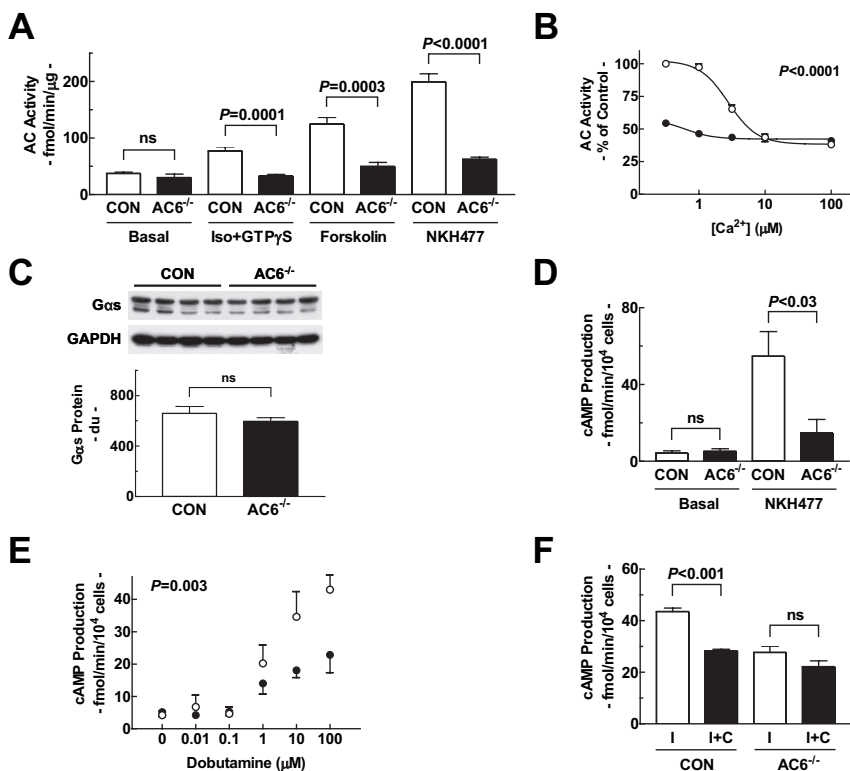 A
AC Activity
- fmol/min/μg -
200
100
0
ns
P=0.0001
P=0.0003
P<0.0001
CON AC6-/- CON AC6-/- CON AC6-/- CON AC6-/-
Basal Iso+GTPγS Forskolin NKH477
B
AC Activity
- % of Control -
100
75
50
25
0
P<0.0001
1 10 100
[Ca2+] (μM)
C
CON AC6-/-
Gαs
GAPDH
Gαs Protein
- du -
800
400
0
ns
CON AC6-/-
D
cAMP Production
- fmol/min/10⁴ cells -
80
60
40
20
0
ns
P<0.03
CON AC6-/- CON AC6-/-
Basal NKH477
E
cAMP Production
- fmol/min/10⁴ cells -
40
30
20
10
0
P=0.003
0 0.01 0.1 1 10 100
Dobutamine (μM)
F
cAMP Production
- fmol/min/10⁴ cells -
60
40
20
0
P<0.001
ns
I I+C I I+C
CON AC6-/-